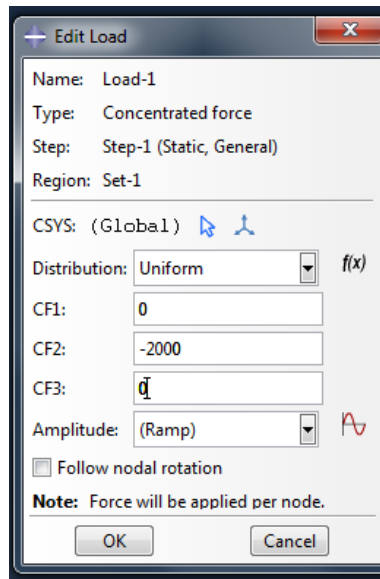 Edit Load
Name: Load-1
Type: Concentrated force
Step: Step-1 (Static, General)
Region: Set-1
CSYS: (Global)
Distribution: Uniform f(x)
CF1: 0
CF2: -2000
CF3: 0
Amplitude: (Ramp)
Follow nodal rotation
Note: Force will be applied per node.
OK Cancel